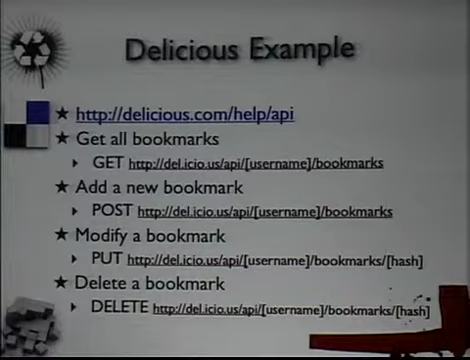 Delicious Example
http://delicious.com/help/api
Get all bookmarks
GET http://del.icio.us/api/[username]/bookmarks
Add a new bookmark
POST http://del.icio.us/api/[username]/bookmarks
Modify a bookmark
PUT http://del.icio.us/api/[username]/bookmarks/[hash]
Delete a bookmark
DELETE http://del.icio.us/api/[username]/bookmarks/[hash]